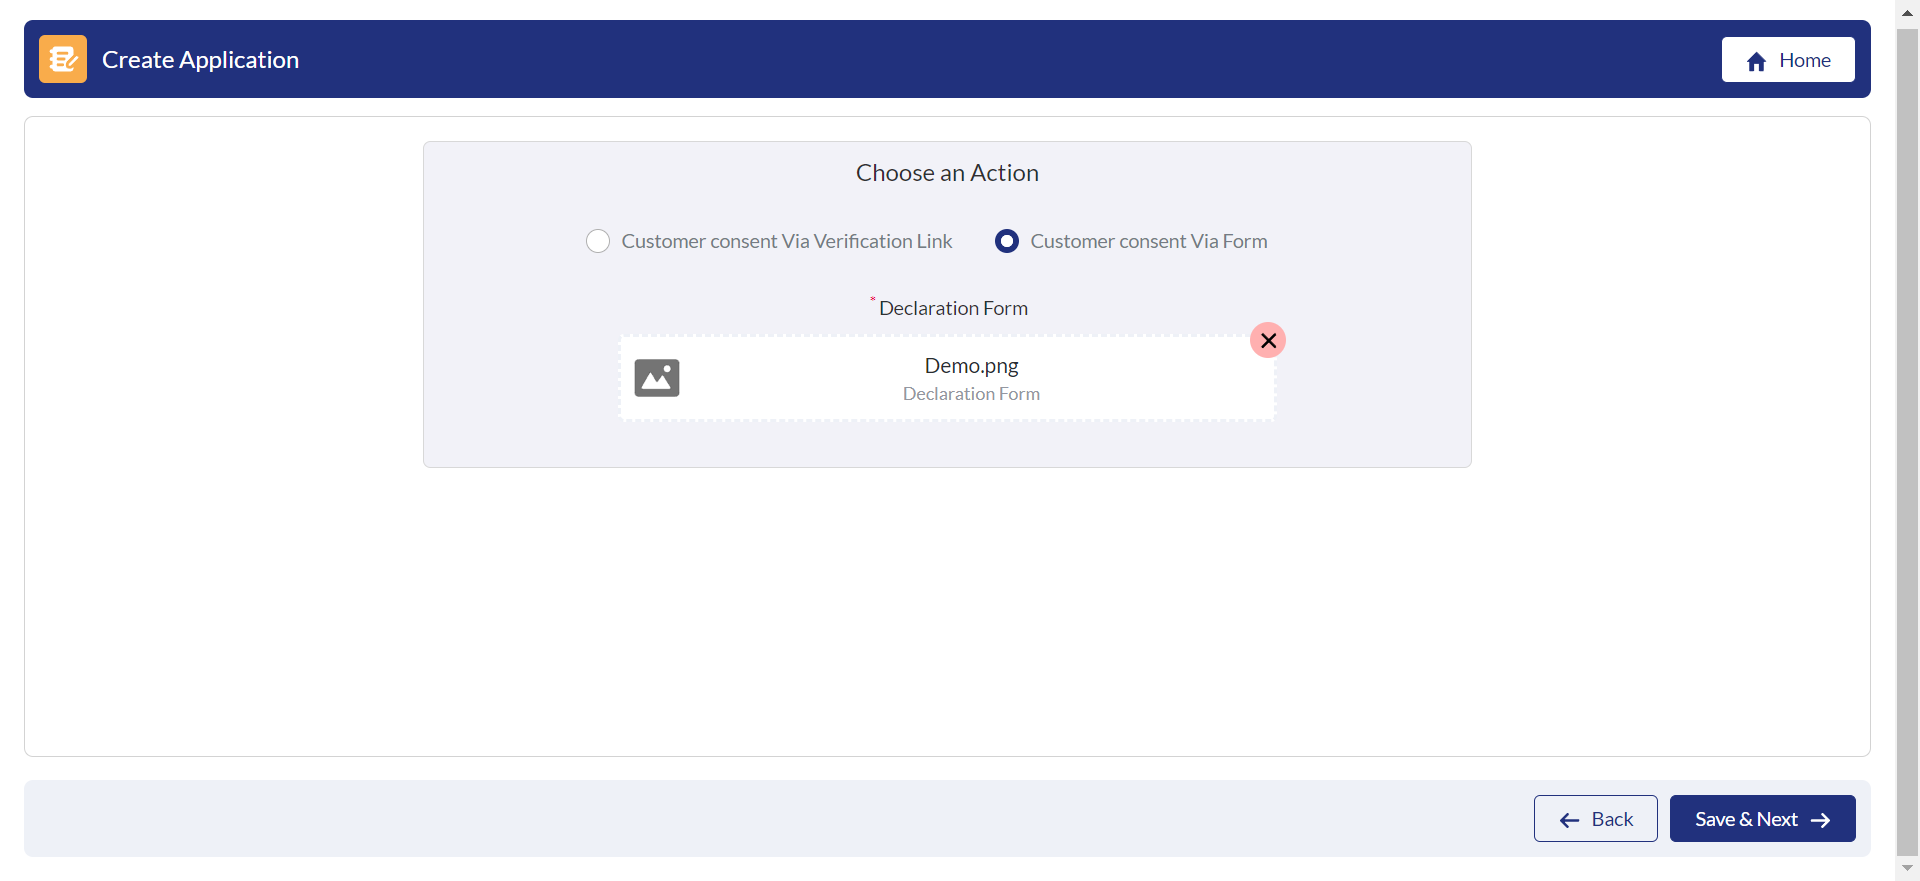 Create Application
Home
Choose an Action
Customer consent Via Verification Link
Customer consent Via Form
* Declaration Form
Demo.png
Declaration Form
Back
Save & Next